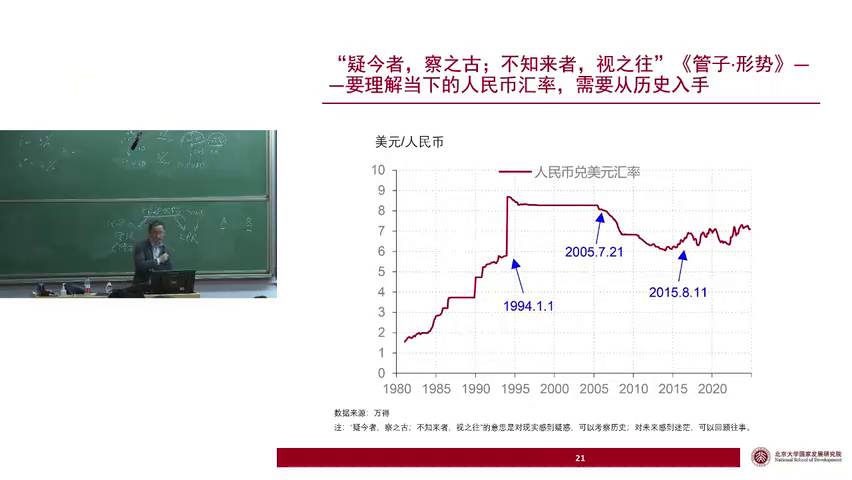 “疑今者，察之古；不知来者，视之往”《管子·形势》—
—要理解当下的人民币汇率，需要从历史入手
美元/人民币
人民币兑美元汇率
10
9
8
7
6
5
4
3
2
1
0
2005.7.21
2015.8.11
1994.1.1
1980 1985 1990 1995 2000 2005 2010 2015 2020
数据来源：万得
注：“疑今者，察之古；不知来者，视之往”的意思是对现实感到疑惑，可以考察历史；对未来感到迷茫，可以回顾往事。
21
北京大学国家发展研究院
National School of Development